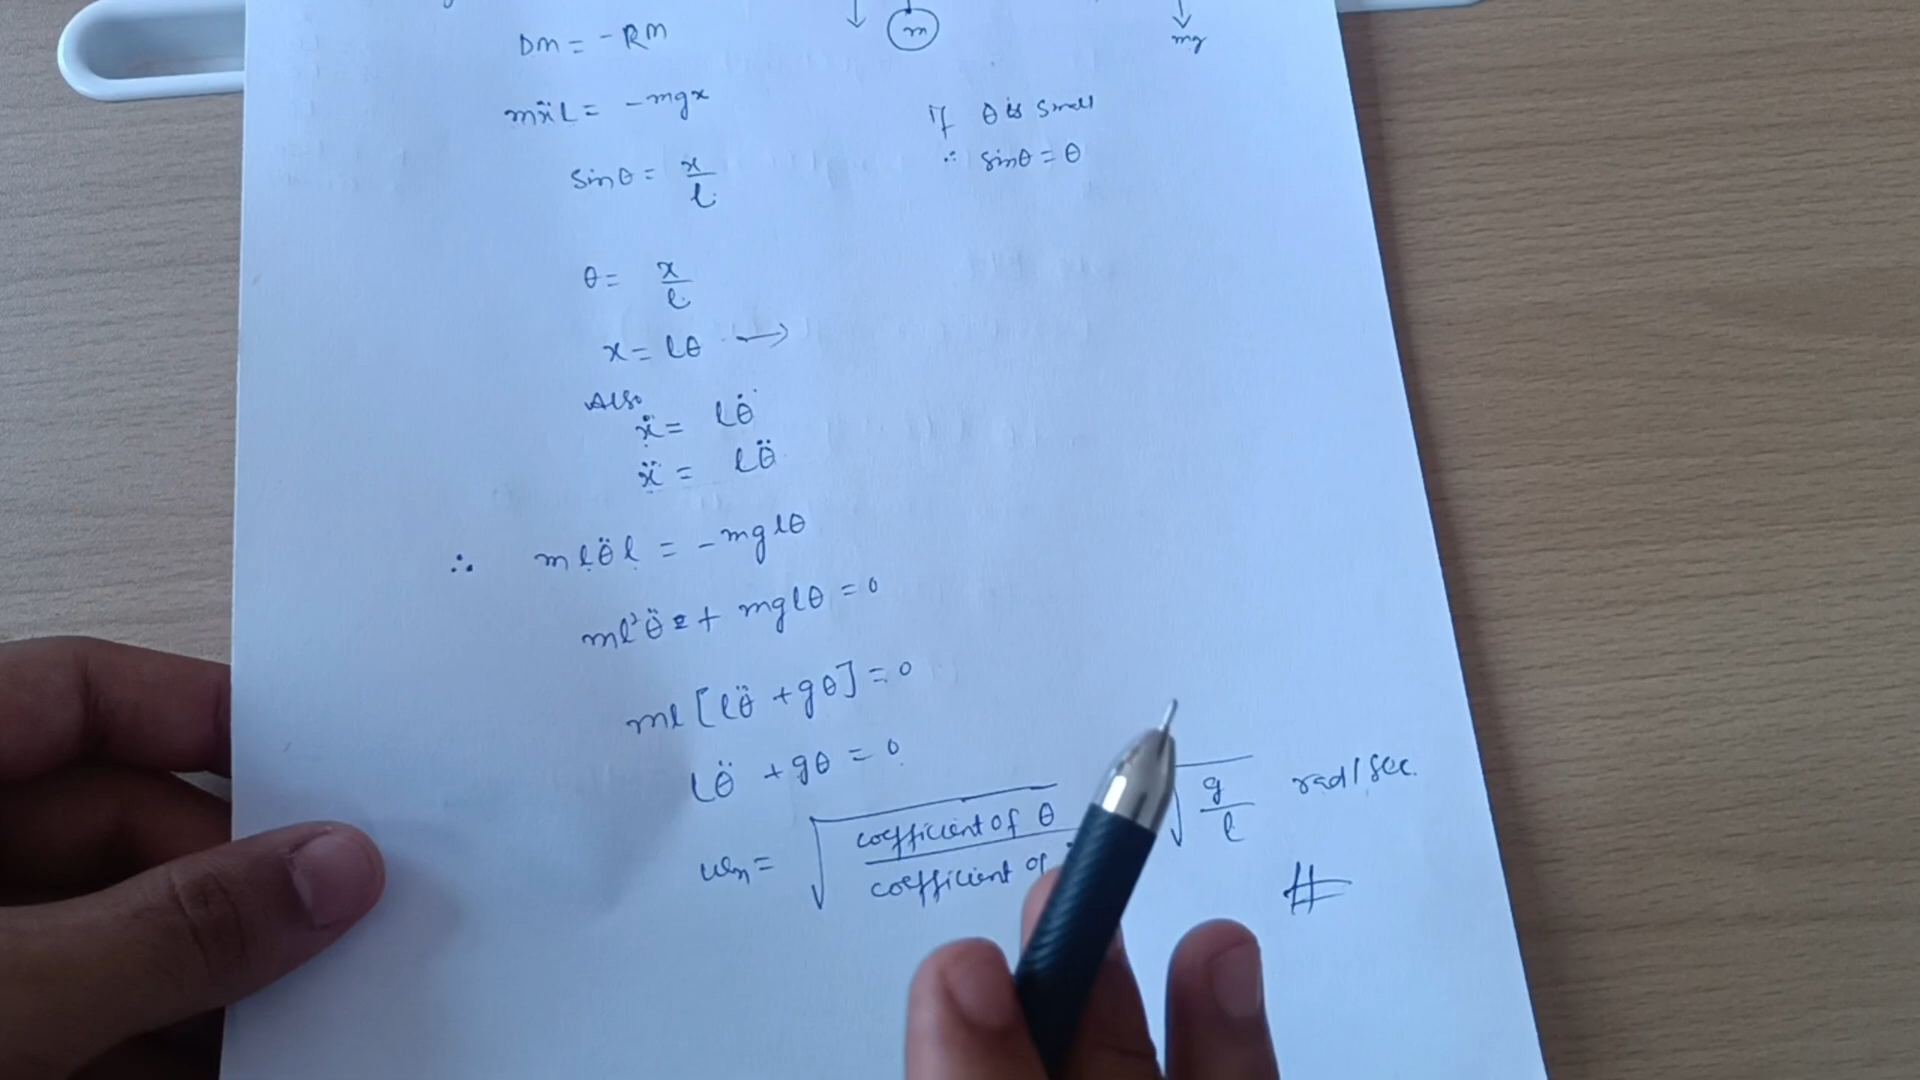 DM = - RM
m
mg
mẍL = - mgx
if θ is small
sinθ = x/l
∴ sinθ = θ
θ = x/l
x = lθ →
Also
ẋ = lθ̇
ẍ = lθ̈
∴ mlθ̈l = - mglθ
ml²θ̈ + mglθ = 0
ml[lθ̈ + gθ] = 0
lθ̈ + gθ = 0
ωn = √(coefficient of θ / coefficient of √(g/l) rad/sec.